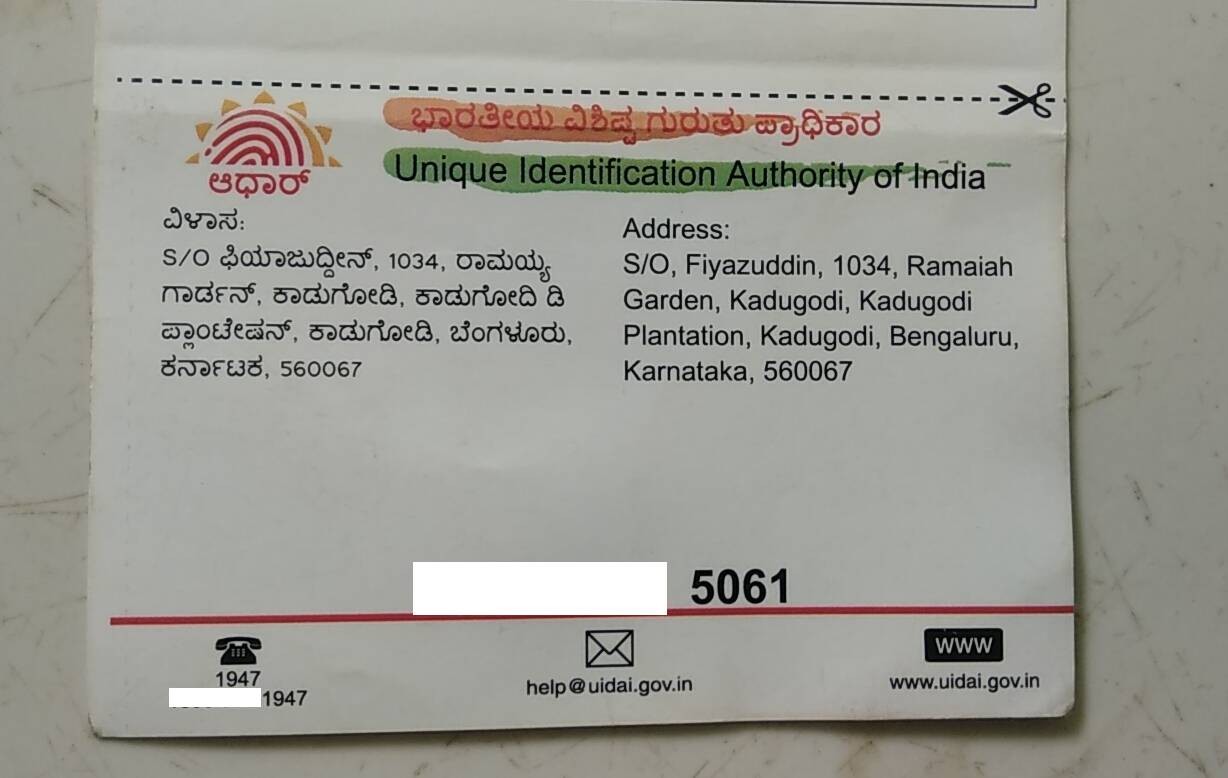 ಭಾರತೀಯ ವಿಶಿಷ್ಟ ಗುರುತು ಪ್ರಾಧಿಕಾರ
Unique Identification Authority of India
ಆಧಾರ್
ವಿಳಾಸ:
S/O ಫಿಯಾಜುದ್ದೀನ್, 1034, ರಾಮಯ್ಯ
ಗಾರ್ಡನ್, ಕಾಡುಗೋಡಿ, ಕಾಡುಗೋದಿ ಡಿ
ಪ್ಲಾಂಟೇಷನ್, ಕಾಡುಗೋಡಿ, ಬೆಂಗಳೂರು,
ಕರ್ನಾಟಕ, 560067
Address:
S/O, Fiyazuddin, 1034, Ramaiah
Garden, Kadugodi, Kadugodi
Plantation, Kadugodi, Bengaluru,
Karnataka, 560067
5061
1947
1947
help@uidai.gov.in
www
www.uidai.gov.in